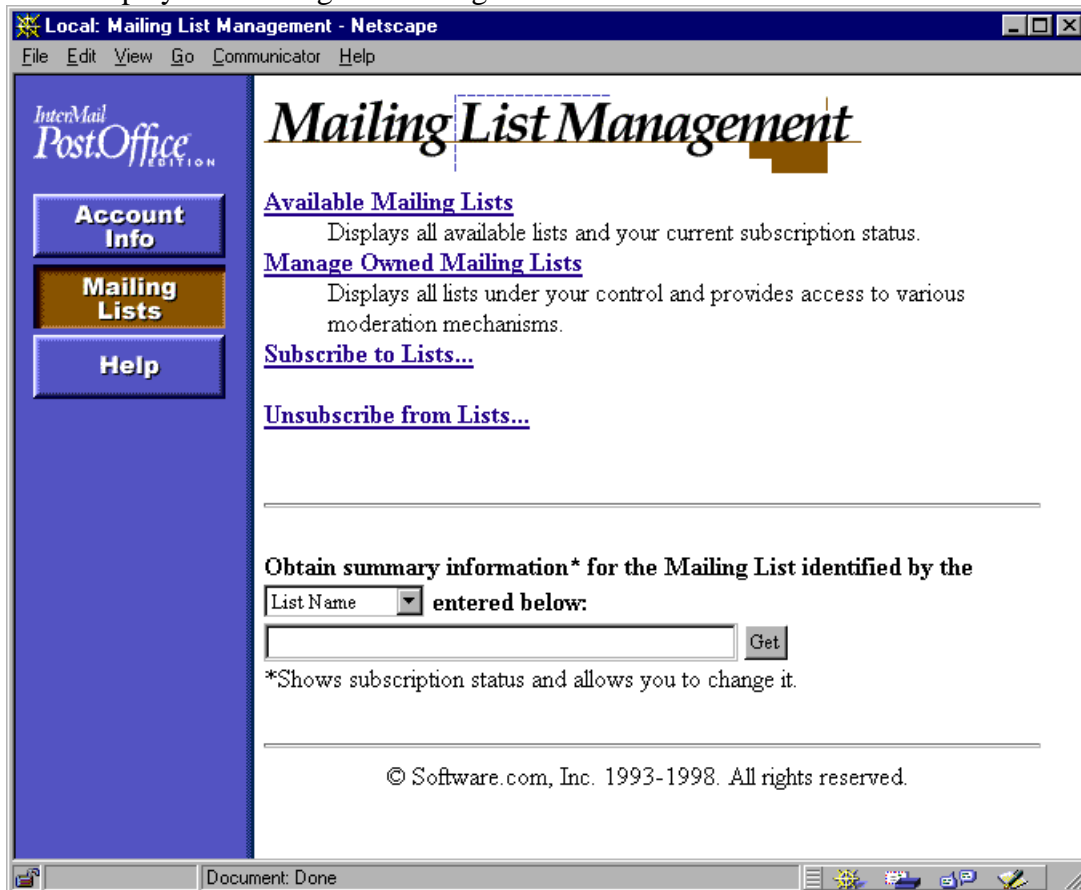 Local: Mailing List Management - Netscape
File Edit View Go Communicator Help
InterMail
Post.Office
EDITION
Account
Info
Mailing
Lists
Help
Mailing List Management
Available Mailing Lists
Displays all available lists and your current subscription status.
Manage Owned Mailing Lists
Displays all lists under your control and provides access to various
moderation mechanisms.
Subscribe to Lists...
Unsubscribe from Lists...
Obtain summary information* for the Mailing List identified by the
List Name entered below:
Get
*Shows subscription status and allows you to change it.
© Software.com, Inc. 1993-1998. All rights reserved.
Document: Done